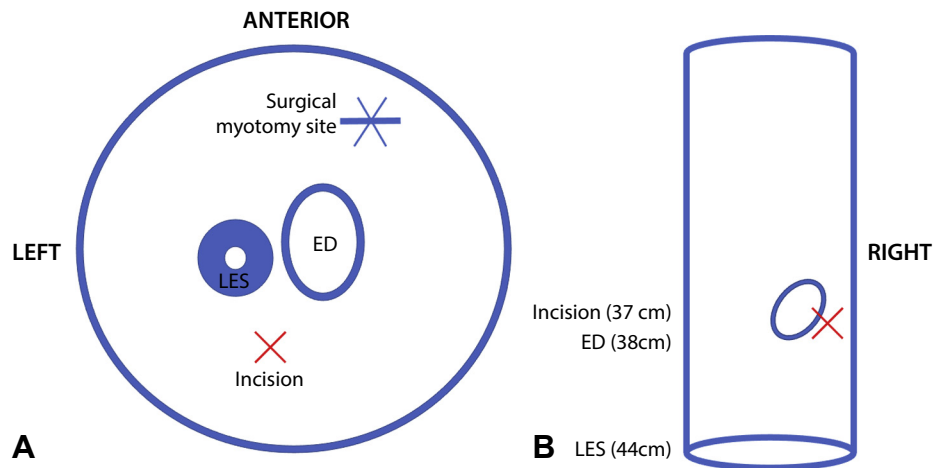 ANTERIOR
Surgical
myotomy site
LEFT
ED
LES
Incision
A
RIGHT
Incision (37 cm)
ED (38cm)
LES (44cm)
B